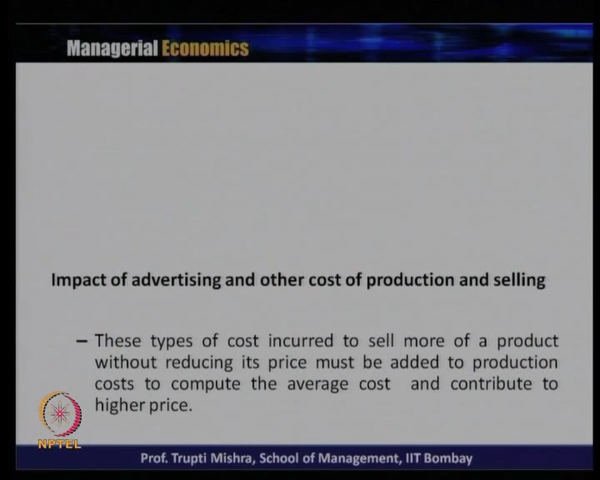 Managerial Economics
Impact of advertising and other cost of production and selling
– These types of cost incurred to sell more of a product
without reducing its price must be added to production
costs to compute the average cost and contribute to
higher price.
NPTEL
Prof. Trupti Mishra, School of Management, IIT Bombay